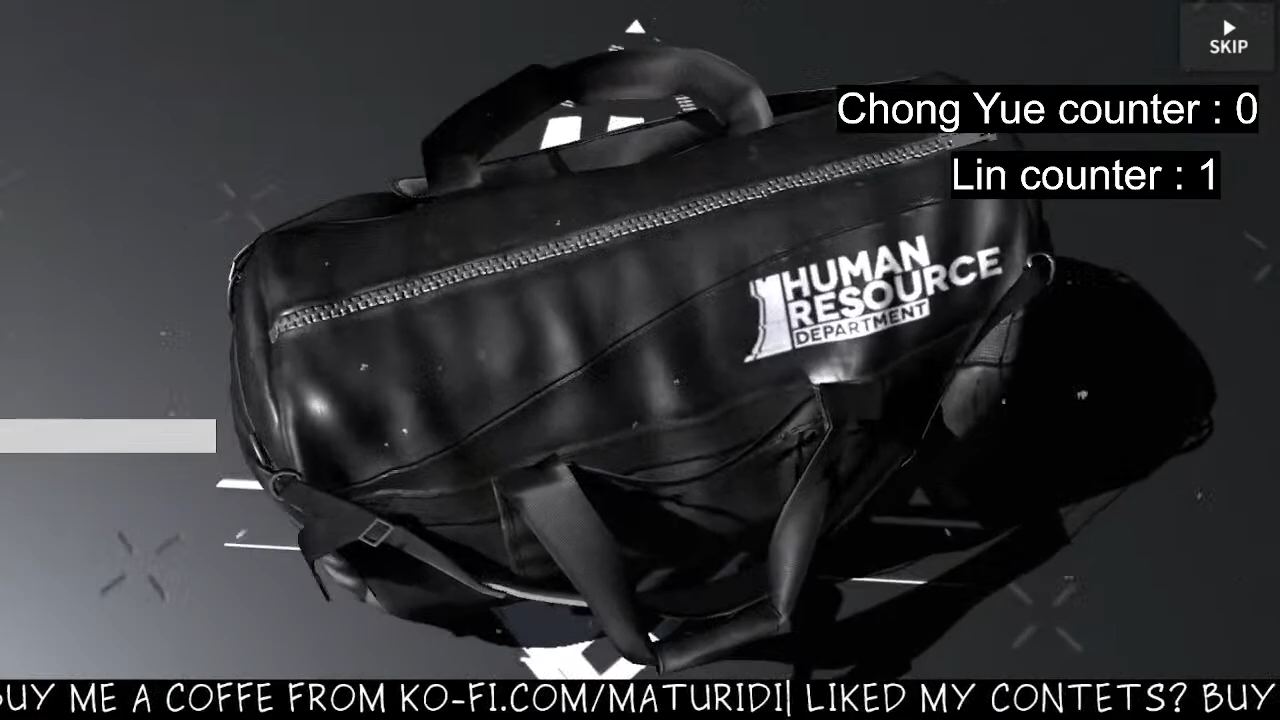 SKIP
Chong Yue counter : 0
Lin counter : 1
HUMAN
RESOURCE
DEPARTMENT
BUY ME A COFFE FROM KO-FI.COM/MATURIDI| LIKED MY CONTETS? BUY